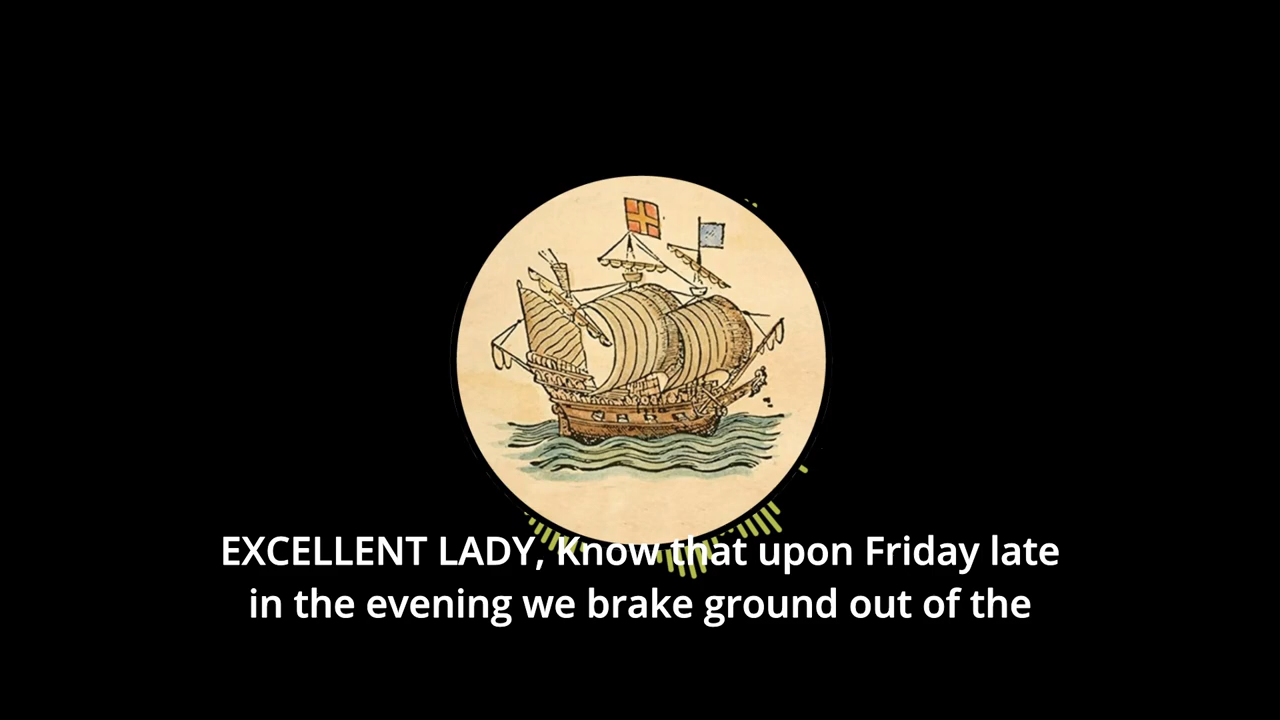 EXCELLENT LADY, Know that upon Friday late
in the evening we brake ground out of the